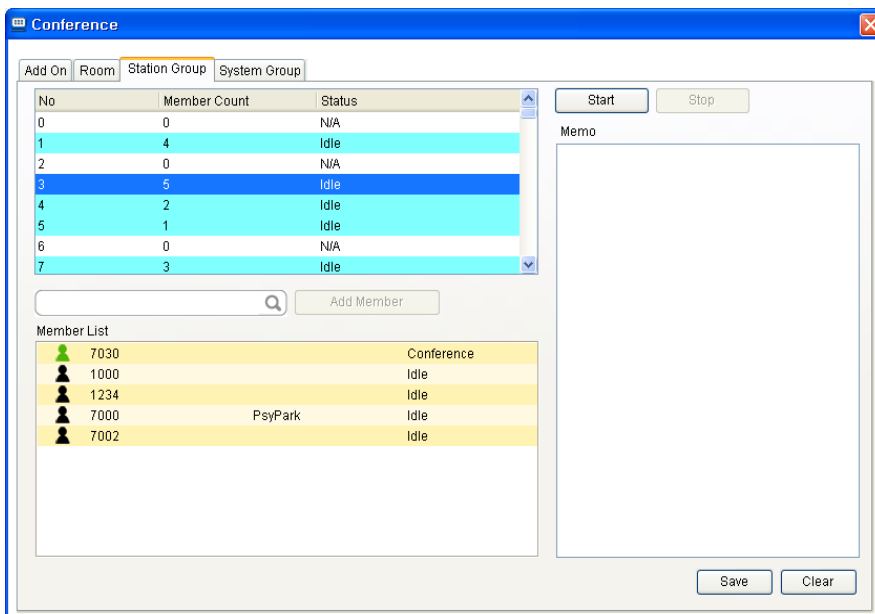 Conference
Add On Room Station Group System Group
No Member Count Status
0 0 N/A
1 4 Idle
2 0 N/A
3 5 Idle
4 2 Idle
5 1 Idle
6 0 N/A
7 3 Idle
Add Member
Member List
7030 Conference
1000 Idle
1234 Idle
7000 PsyPark Idle
7002 Idle
Start Stop
Memo
Save Clear